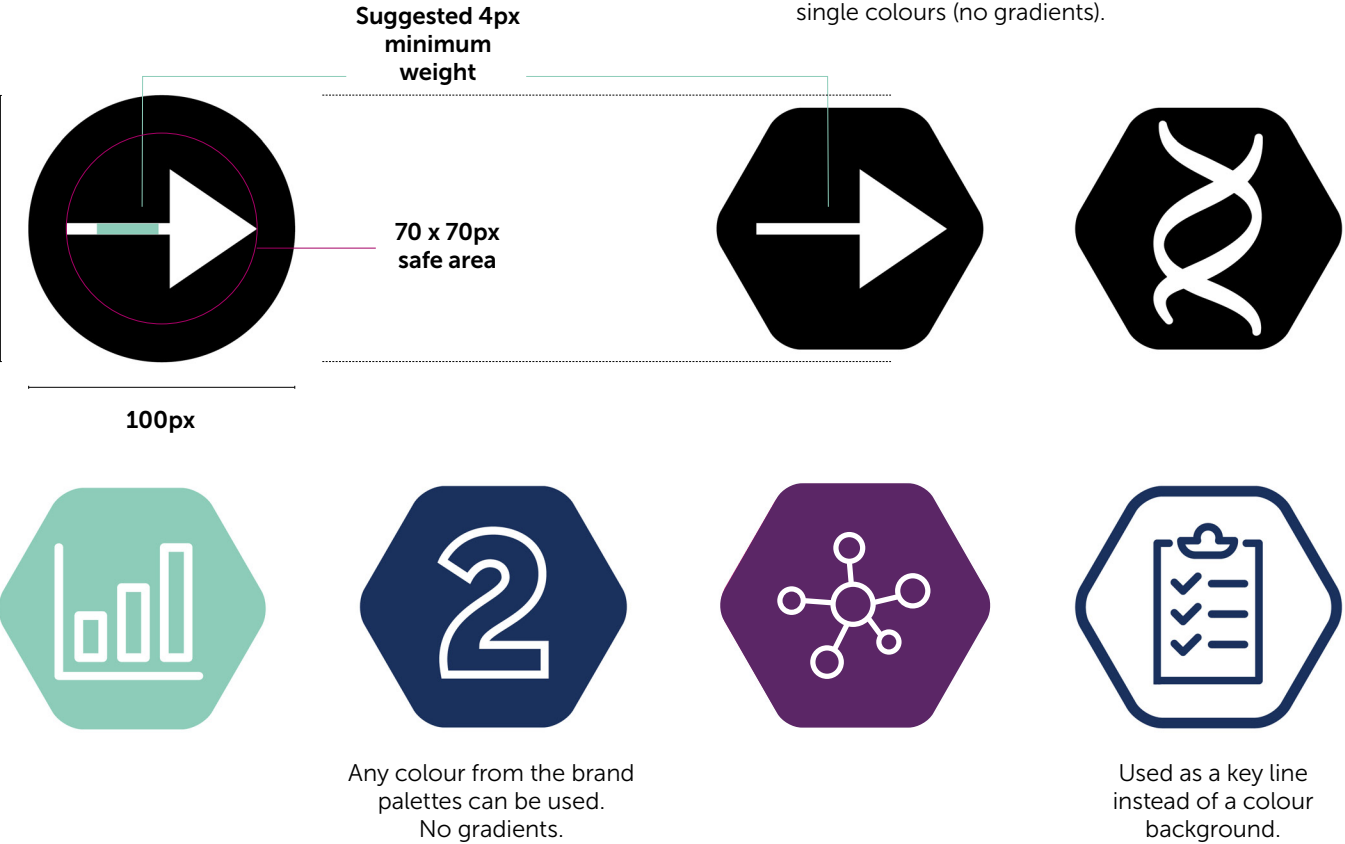 single colours (no gradients).
Suggested 4px
minimum
weight
70 x 70px
safe area
100px
2
Any colour from the brand
palettes can be used.
No gradients.
Used as a key line
instead of a colour
background.